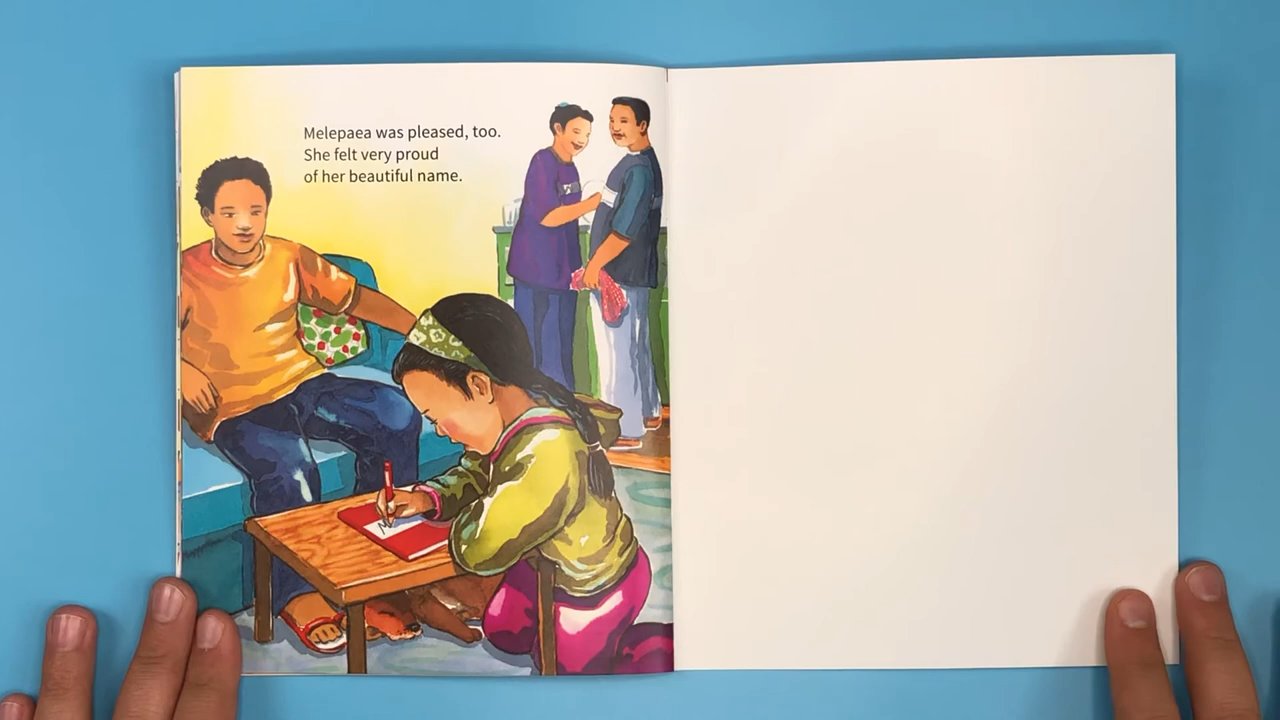 Melepaea was pleased, too.
She felt very proud
of her beautiful name.
M